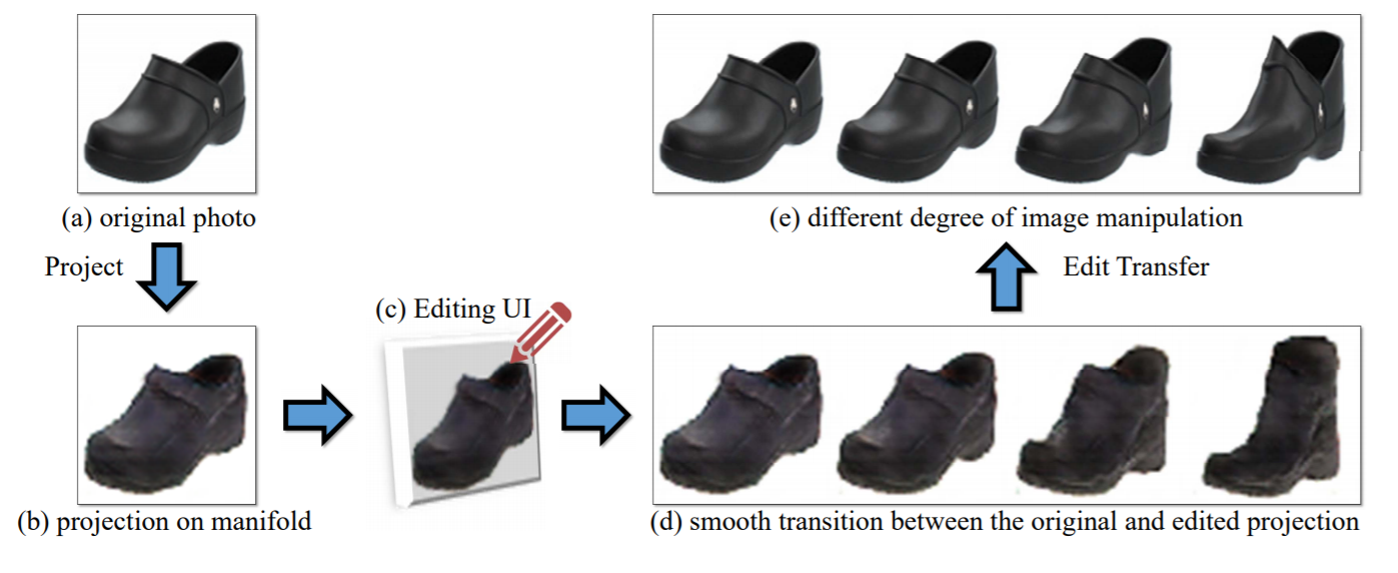 (a) original photo
Project
(b) projection on manifold
(c) Editing UI
(d) smooth transition between the original and edited projection
Edit Transfer
(e) different degree of image manipulation